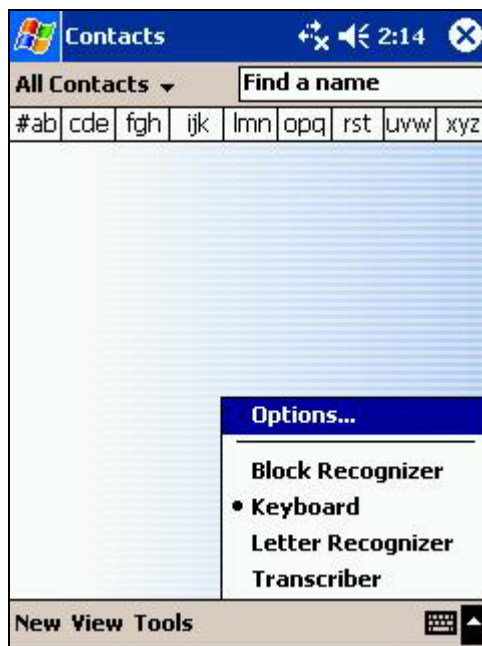 Contacts 2:14
All Contacts Find a name
#ab cde fgh ijk lmn opq rst uvw xyz
Options...
Block Recognizer
Keyboard
Letter Recognizer
Transcriber
New View Tools